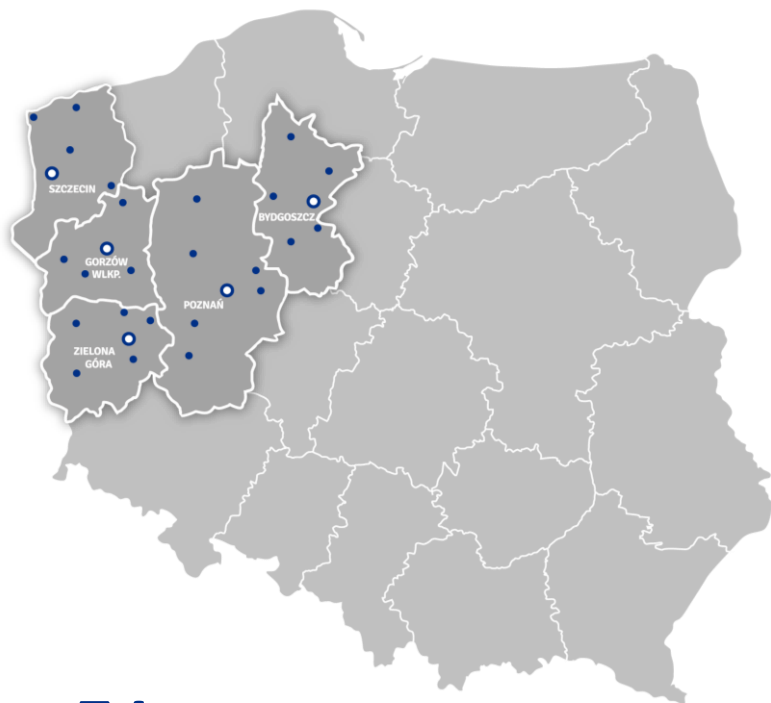 SZCZECIN
BYDGOSZCZ
GORZÓW
WLKP.
POZNAŃ
ZIELONA
GÓRA